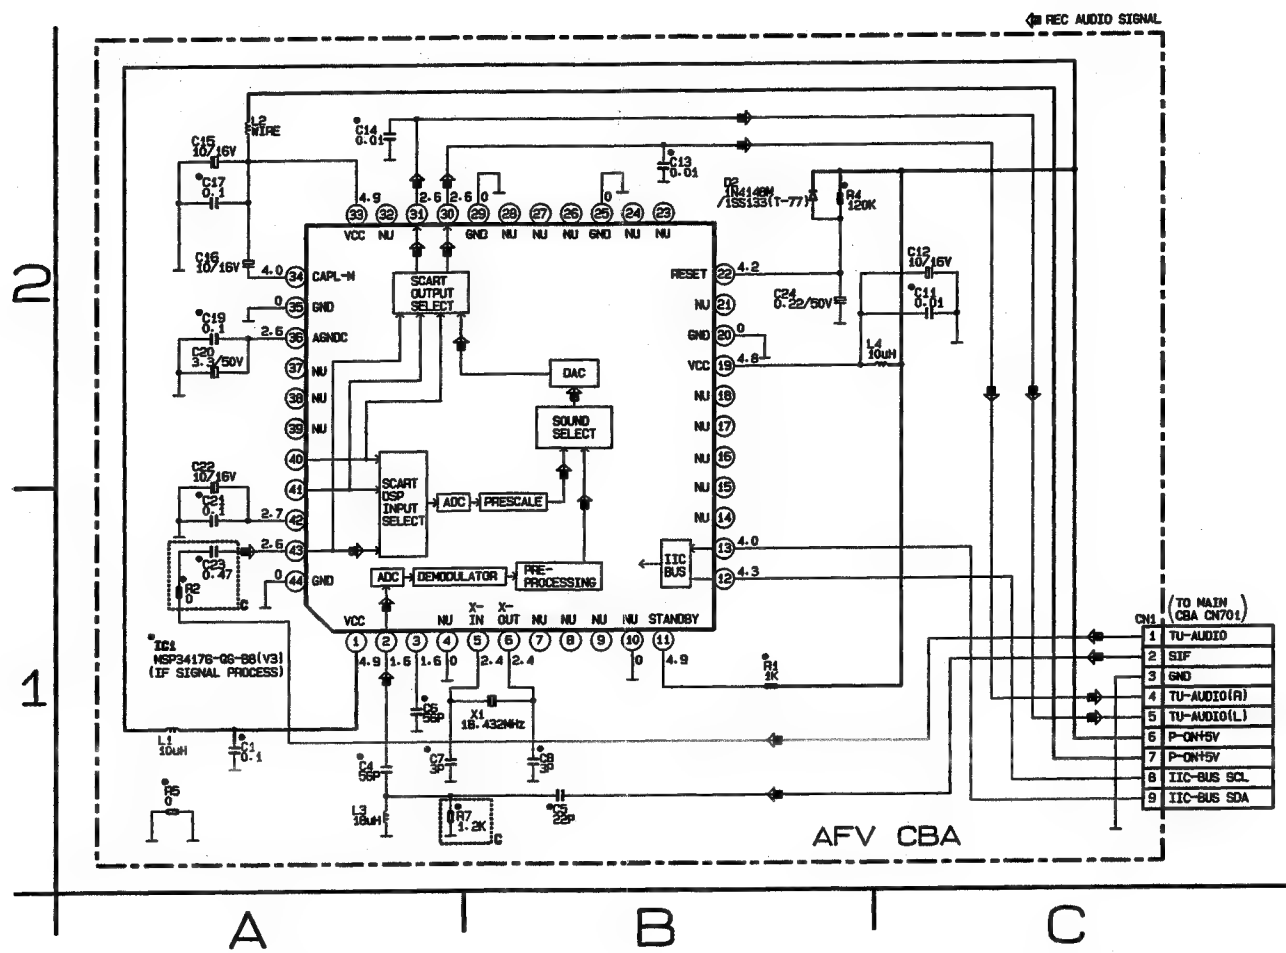 REC AUDIO SIGNAL
L2
WIRE
C14
0.01
C15
10/16V
C17
0.1
C13
0.01
D2
1N4148M
/1SS133(T-77)
R4
120K
4.9
2.6
2.6
0
0
33
32
31
30
29
28
27
26
25
24
23
VCC
NU
GND
NU
NU
NU
GND
NU
NU
C16
10/16V
4.0
34
CAPL-M
SCART
OUTPUT
SELECT
RESET
22
4.2
C12
10/16V
C11
0.01
0
35
GND
NU
21
C24
0.22/50V
C19
0.1
2.6
36
AGNDC
GND
20
0
C20
3.3/50V
L4
10uH
37
NU
DAC
VCC
19
4.8
38
NU
NU
18
39
NU
SOUND
SELECT
NU
17
40
NU
16
C22
10/16V
41
SCART
DSP
INPUT
SELECT
ADC
PRESCALE
NU
15
C21
0.1
2.7
42
NU
14
2.6
43
13
4.0
C23
0.47
R2
0
C
0
44
GND
ADC
DEMODULATOR
PRE-
PROCESSING
IIC
BUS
12
4.3
VCC
NU
X-
IN
X-
OUT
NU
NU
NU
NU
STANDBY
1
2
3
4
5
6
7
8
9
10
11
4.9
1.6
1.6
0
2.4
2.4
0
4.9
IC1
MSP3417G-QG-B8(V3)
(IF SIGNAL PROCESS)
R1
1K
C6
56P
X1
18.432MHz
L1
10uH
C1
0.1
C4
56P
C7
3P
C8
3P
R5
0
L3
18uH
R7
1.2K
C
C5
22P
(TO MAIN
CBA CN701)
CN1
1 TU-AUDIO
2 SIF
3 GND
4 TU-AUDIO(R)
5 TU-AUDIO(L)
6 P-ON+5V
7 P-ON+5V
8 IIC-BUS SCL
9 IIC-BUS SDA
AFV CBA
2
1
A
B
C